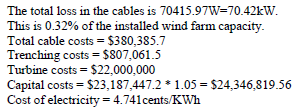 The total loss in the cables is 70415.97W=70.42kW.
This is 0.32% of the installed wind farm capacity.
Total cable costs = $380,385.7
Trenching costs = $807,061.5
Turbine costs = $22,000,000
Capital costs = $23,187,447.2 * 1.05 = $24,346,819.56
Cost of electricity = 4.741cents/KWh